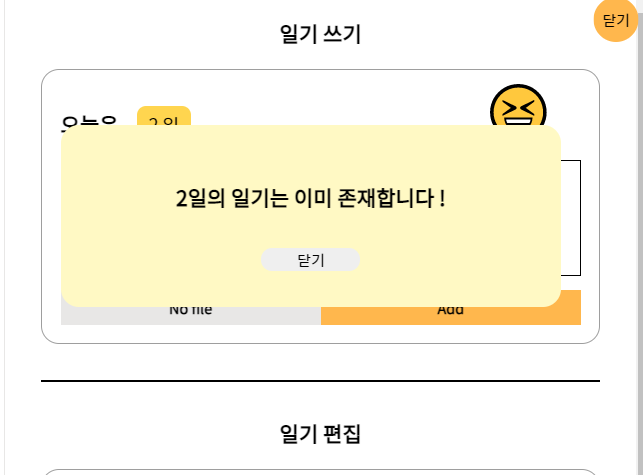 일기 쓰기
닫기
오늘은
2 일
2일의 일기는 이미 존재합니다 !
닫기
No file
Add
일기 편집